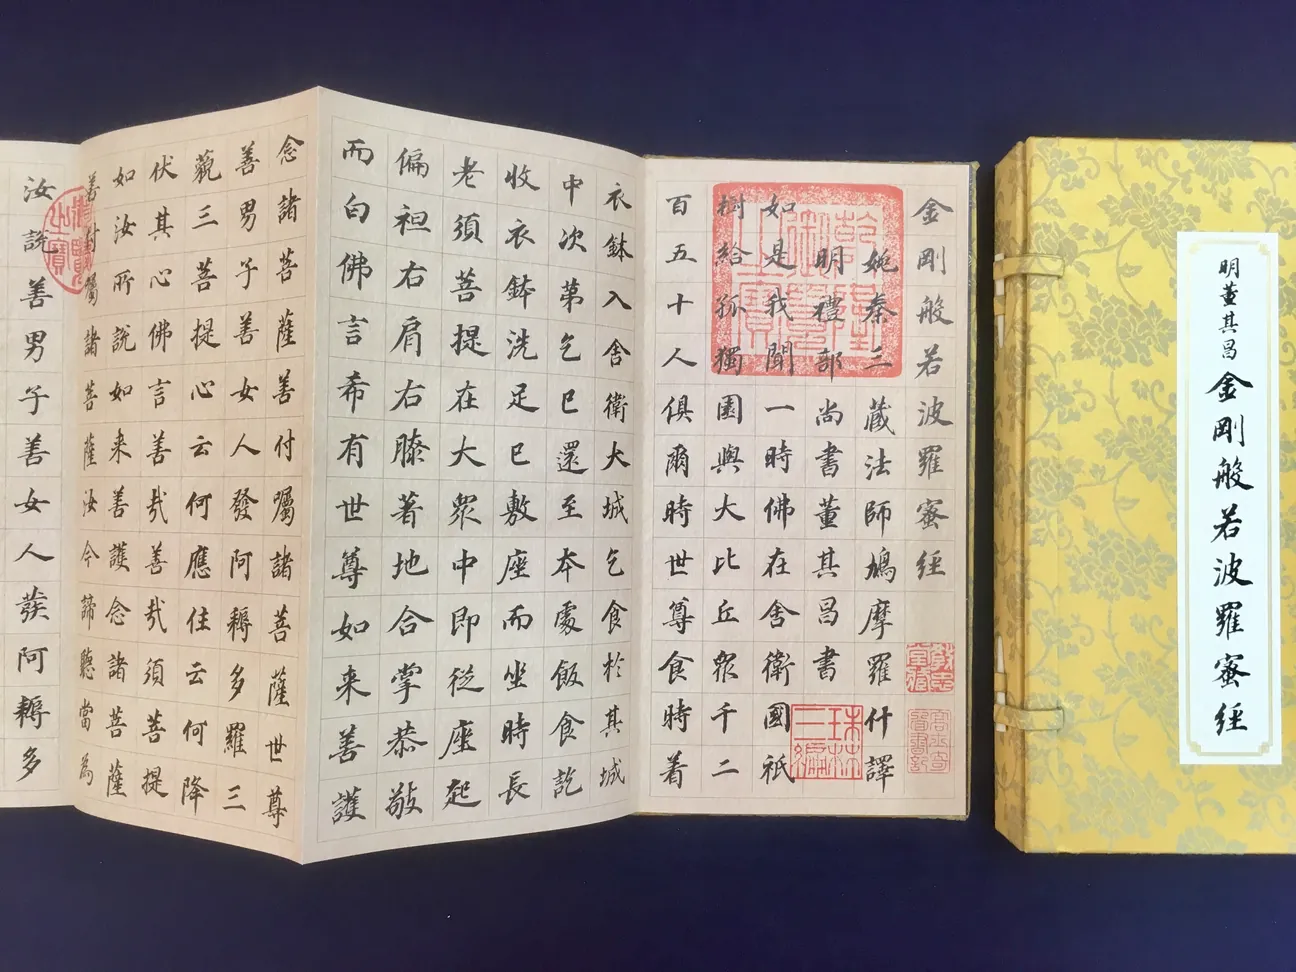 金剛般若波羅蜜經
姚秦三藏法師鳩摩羅什譯
明禮部尚書董其昌書
如是我聞一時佛在舍衛國祇
樹給孤獨園與大比丘眾千二
百五十人俱爾時世尊食時着
衣鉢入舍衛大城乞食於其城
中次第乞已還至本處飯食訖
收衣鉢洗足已敷座而坐時長
老須菩提在大眾中即從座起
偏袒右肩右膝著地合掌恭敬
而白佛言希有世尊如来善護
念諸菩薩善付囑諸菩薩世尊
善男子善女人發阿耨多羅三
藐三菩提心云何應住云何降
伏其心佛言善哉善哉須菩提
如汝所說如来善護念諸菩薩
善付囑諸菩薩汝今諦聽當為
汝說善男子善女人發阿耨多
珠林三編
明董其昌金剛般若波羅蜜經